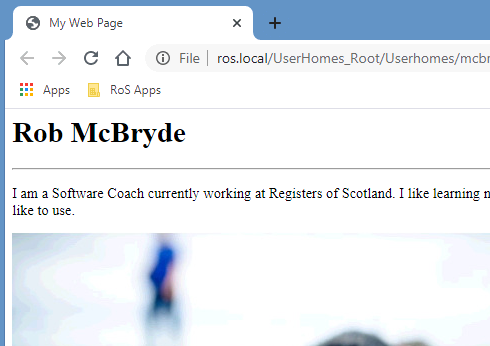 My Web Page
File ros.local/UserHomes_Root/Userhomes/mcbr
Apps RoS Apps
Rob McBryde
I am a Software Coach currently working at Registers of Scotland. I like learning n
like to use.